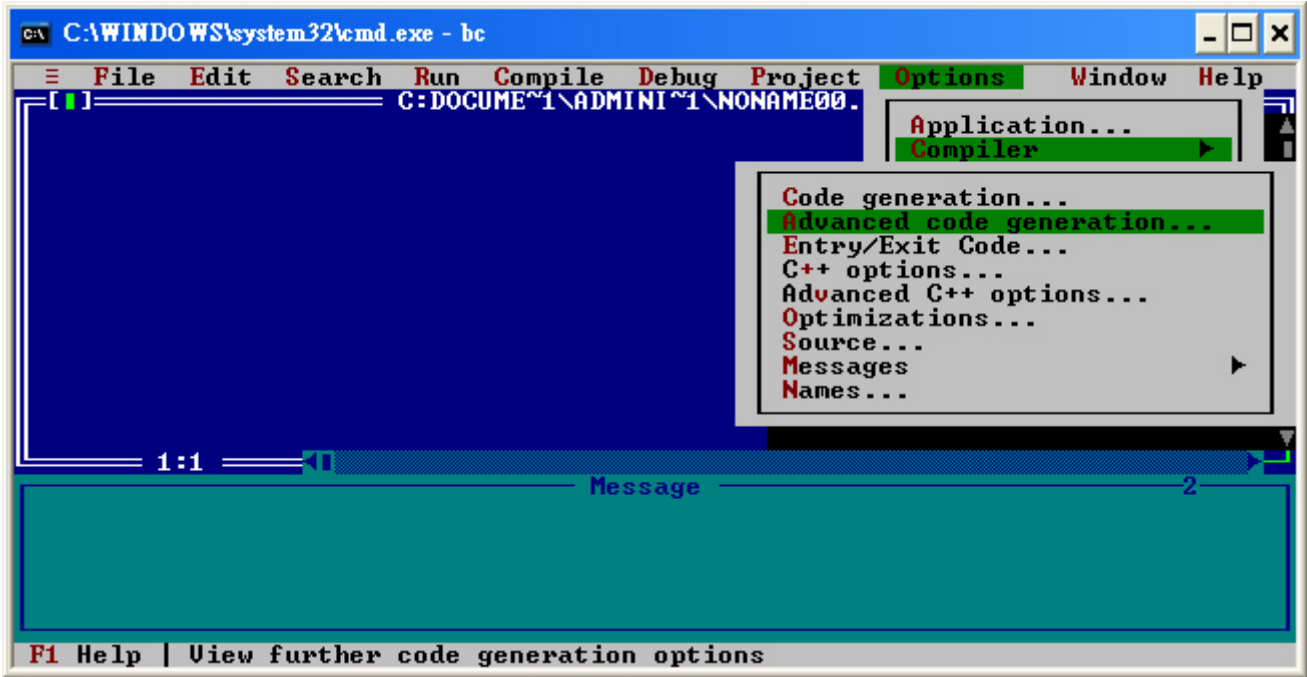 C:\WINDOWS\system32\cmd.exe - bc
≡ File Edit Search Run Compile Debug Project Options Window Help
[▮] C:DOCUME~1\ADMINI~1\NONAME00.
Application...
Compiler ►
Code generation...
Advanced code generation...
Entry/Exit Code...
C++ options...
Advanced C++ options...
Optimizations...
Source...
Messages ►
Names...
1:1
Message 2
F1 Help | View further code generation options